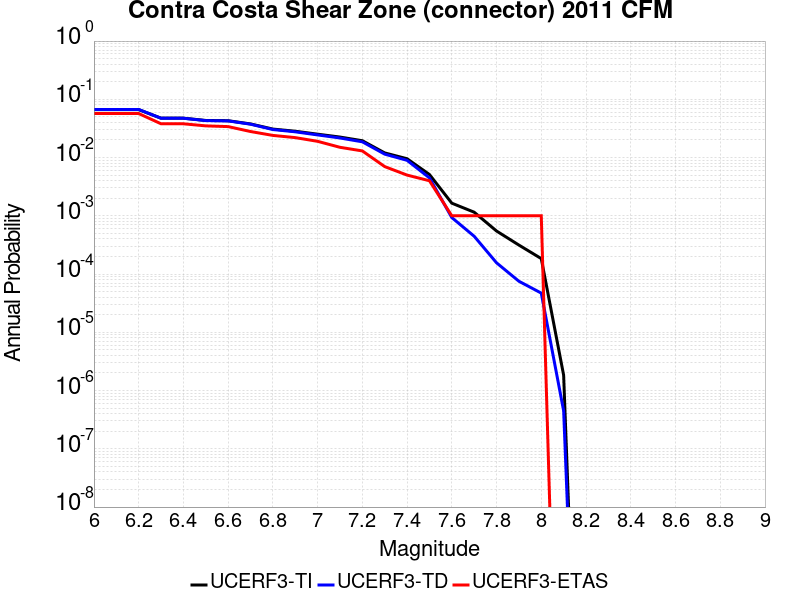 Contra Costa Shear Zone (connector) 2011 CFM
10^0
10^-1
10^-2
10^-3
10^-4
10^-5
10^-6
10^-7
10^-8
Annual Probability
6 6.2 6.4 6.6 6.8 7 7.2 7.4 7.6 7.8 8 8.2 8.4 8.6 8.8 9
Magnitude
UCERF3-TI UCERF3-TD UCERF3-ETAS